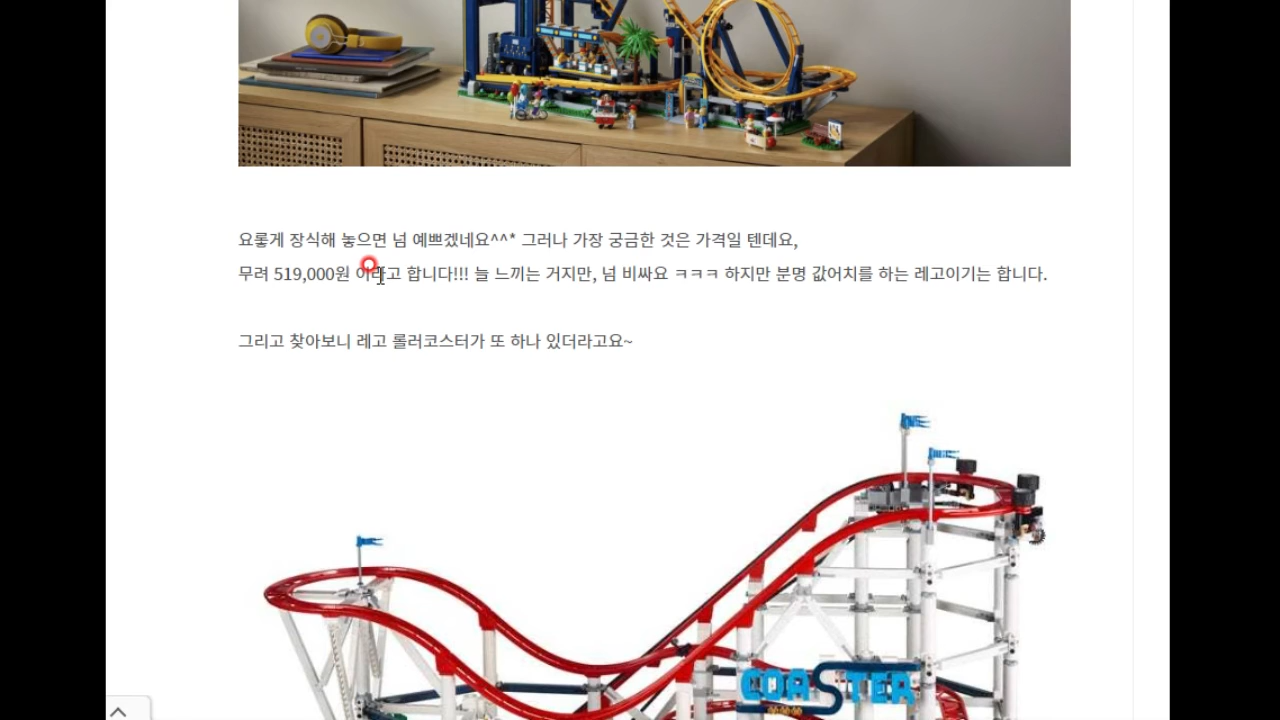 요롷게 장식해 놓으면 넘 예쁘겠네요^^* 그러나 가장 궁금한 것은 가격일 텐데요,
무려 519,000원 이라고 합니다!!! 늘 느끼는 거지만, 넘 비싸요 ㅋㅋㅋ 하지만 분명 값어치를 하는 레고이기는 합니다.
그리고 찾아보니 레고 롤러코스터가 또 하나 있더라고요~
COASTER